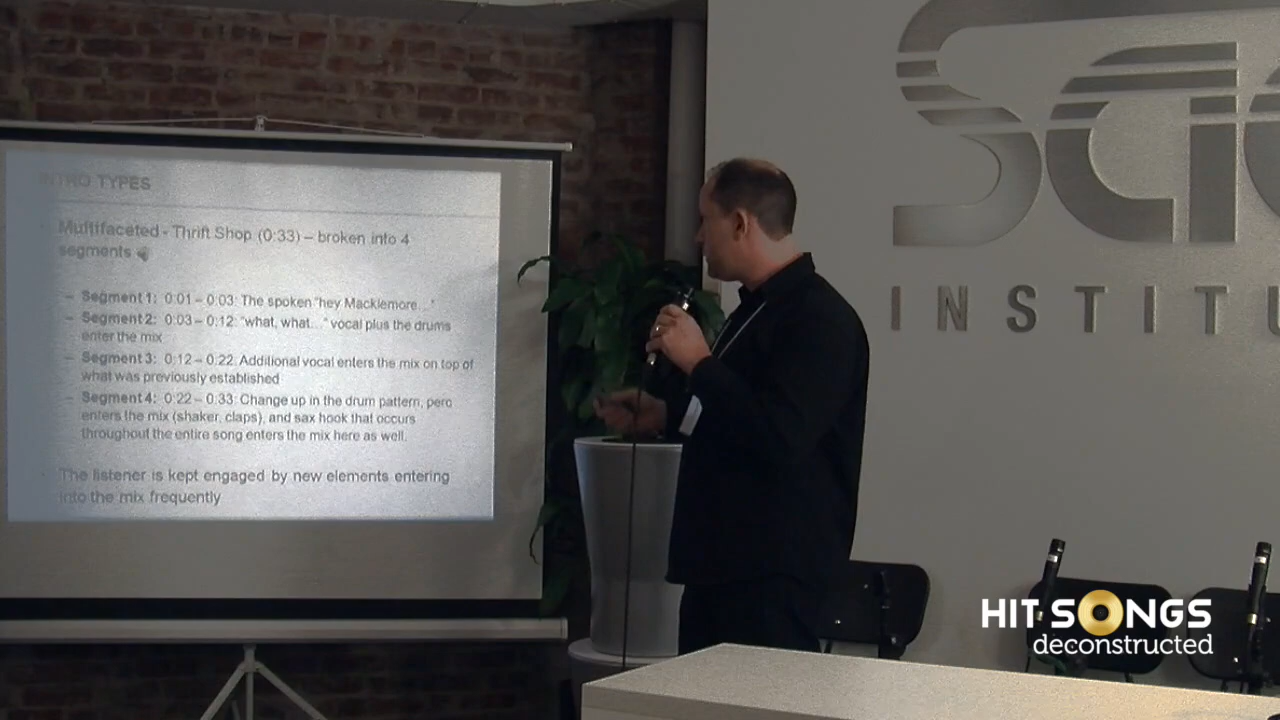 INTRO TYPES
Multifaceted - Thrift Shop (0:33) – broken into 4
segments
– Segment 1: 0:01 – 0:03: The spoken "hey Macklemore…"
– Segment 2: 0:03 – 0:12: "what, what…" vocal plus the drums
enter the mix
– Segment 3: 0:12 – 0:22: Additional vocal enters the mix on top of
what was previously established
– Segment 4: 0:22 – 0:33: Change up in the drum pattern, perc
enters the mix (shaker, claps), and sax hook that occurs
throughout the entire song enters the mix here as well.
The listener is kept engaged by new elements entering
into the mix frequently
INSTITU
HIT SONGS
deconstructed